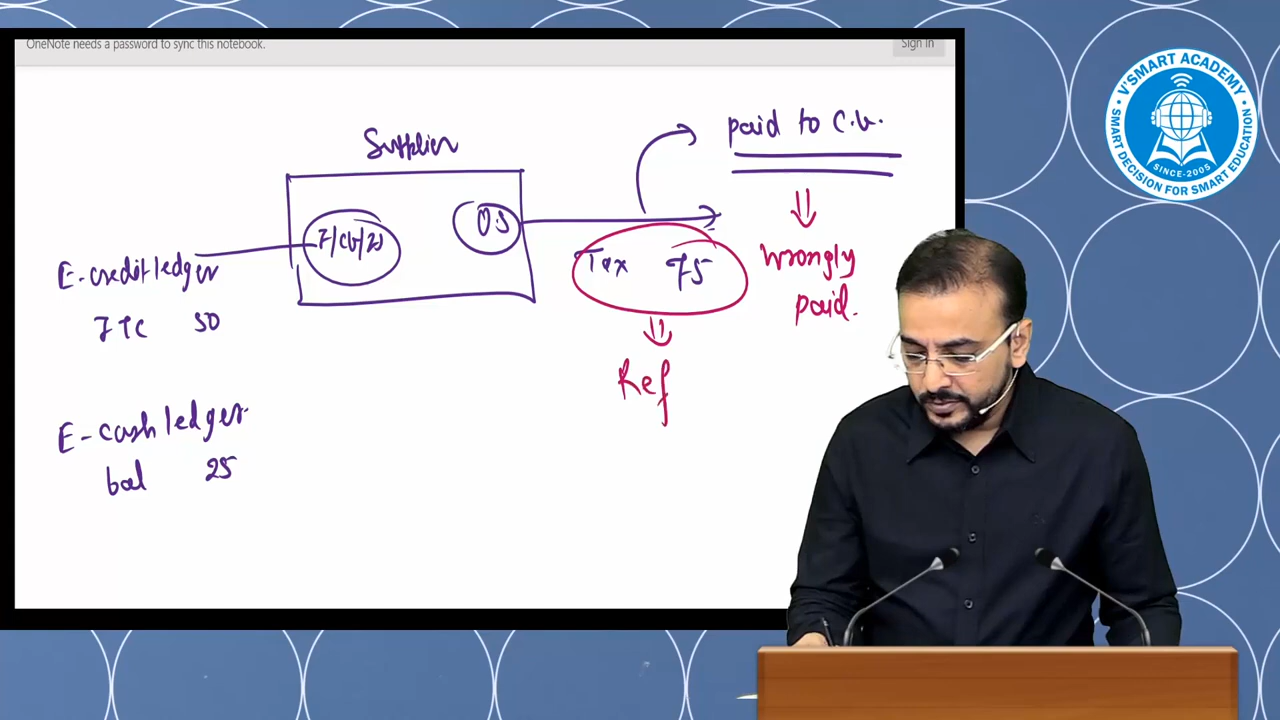 OneNote needs a password to sync this notebook.
Sign in
V'SMART ACADEMY
SINCE-2005
SMART DECISION FOR SMART EDUCATION
Supplier
paid to C.G.
O.S
E-credit ledger
ITC 50
Tax 75
wrongly
paid.
Ref
E-cash ledger
bal 25